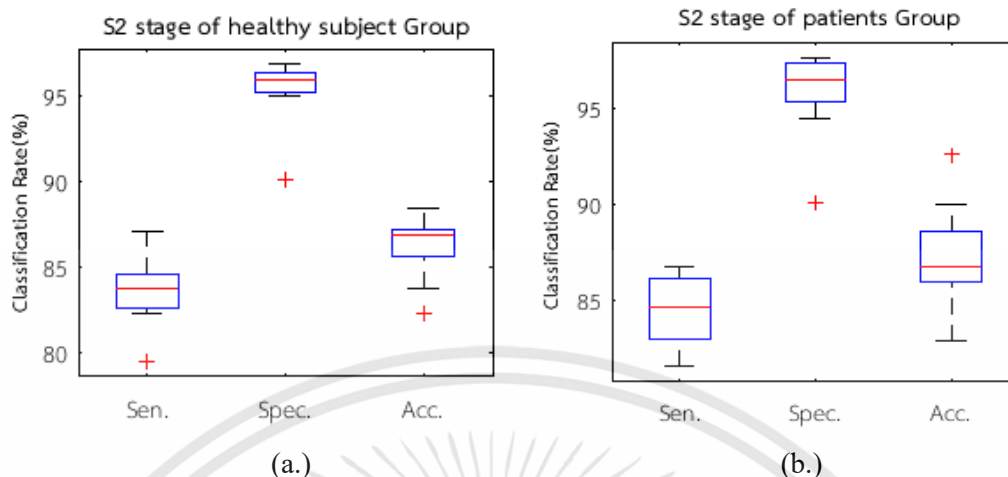 S2 stage of healthy subject Group
Classification Rate(%)
95
90
85
80
Sen. Spec. Acc.
(a.)
S2 stage of patients Group
Classification Rate(%)
95
90
85
Sen. Spec. Acc.
(b.)